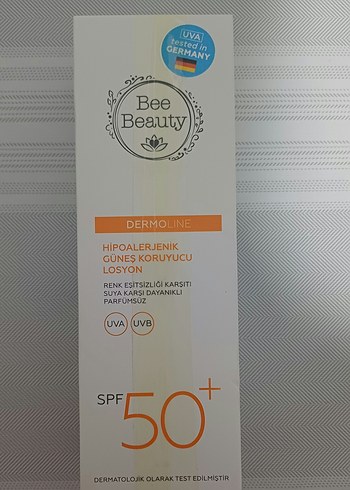 UVA
tested in
GERMANY
Bee
Beauty
DERMOLINE
HİPOALERJENİK
GÜNEŞ KORUYUCU
LOSYON
RENK EŞİTSİZLİĞİ KARŞITI
SUYA KARŞI DAYANIKLI
PARFÜMSÜZ
UVA UVB
SPF 50+
DERMATOLOJİK OLARAK TEST EDİLMİŞTİR